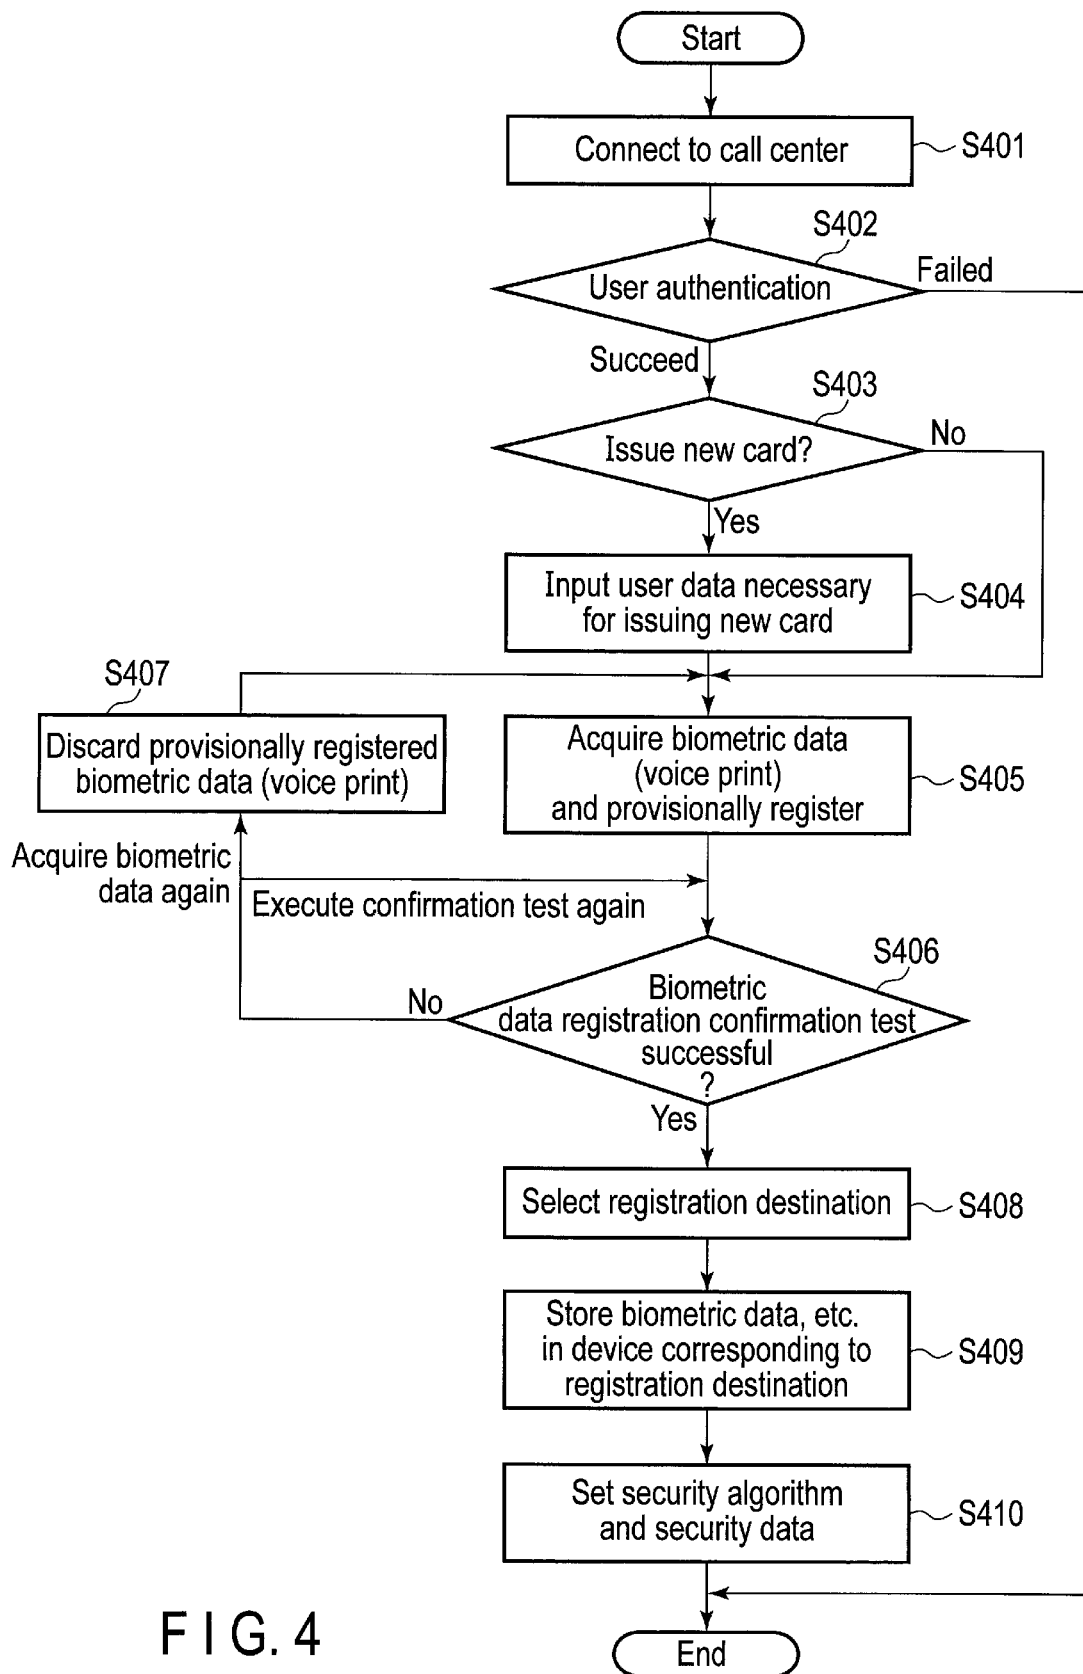 Start
Connect to call center
S401
S402
User authentication
Failed
Succeed
S403
Issue new card?
No
Yes
Input user data necessary
for issuing new card
S404
S407
Discard provisionally registered
biometric data (voice print)
Acquire biometric data
(voice print)
and provisionally register
S405
Acquire biometric
data again
Execute confirmation test again
S406
No
Biometric
data registration confirmation test
successful
?
Yes
Select registration destination
S408
Store biometric data, etc.
in device corresponding to
registration destination
S409
Set security algorithm
and security data
S410
End
FIG. 4